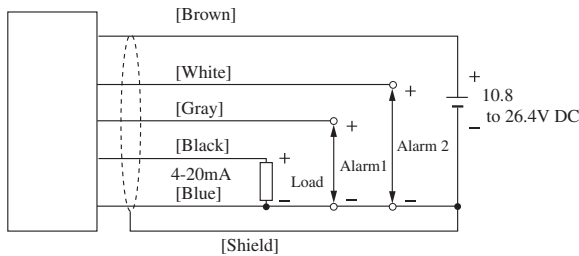 [Brown]
[White]
+
+
10.8
to 26.4V DC
[Gray]
+
−
[Black]
+
Alarm 2
4-20mA
Load
Alarm1
[Blue]
−
−
−
[Shield]